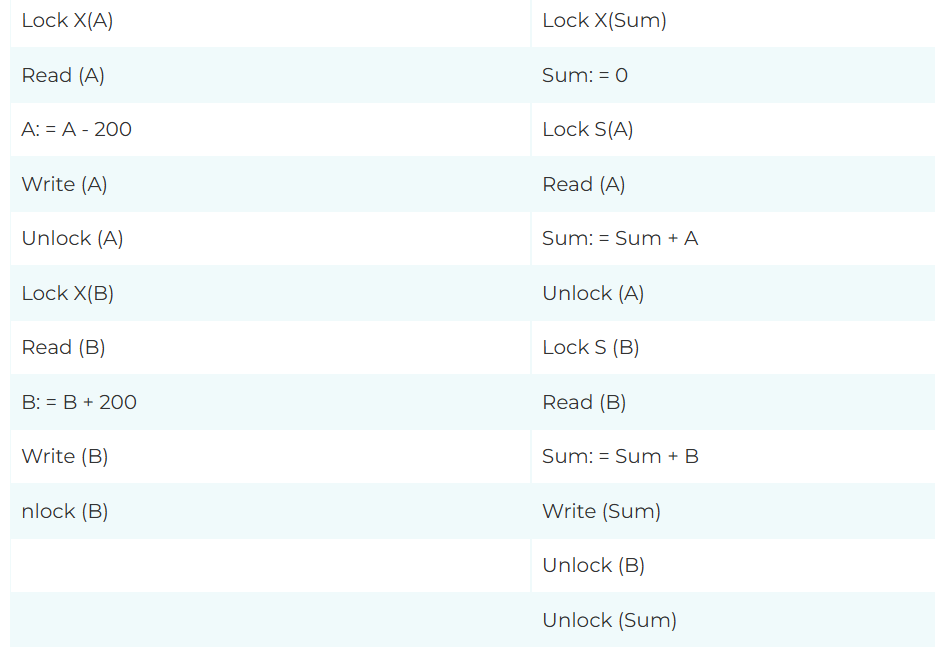 Lock X(A) Lock X(Sum)
Read (A) Sum: = 0
A: = A - 200 Lock S(A)
Write (A) Read (A)
Unlock (A) Sum: = Sum + A
Lock X(B) Unlock (A)
Read (B) Lock S (B)
B: = B + 200 Read (B)
Write (B) Sum: = Sum + B
nlock (B) Write (Sum)
Unlock (B)
Unlock (Sum)